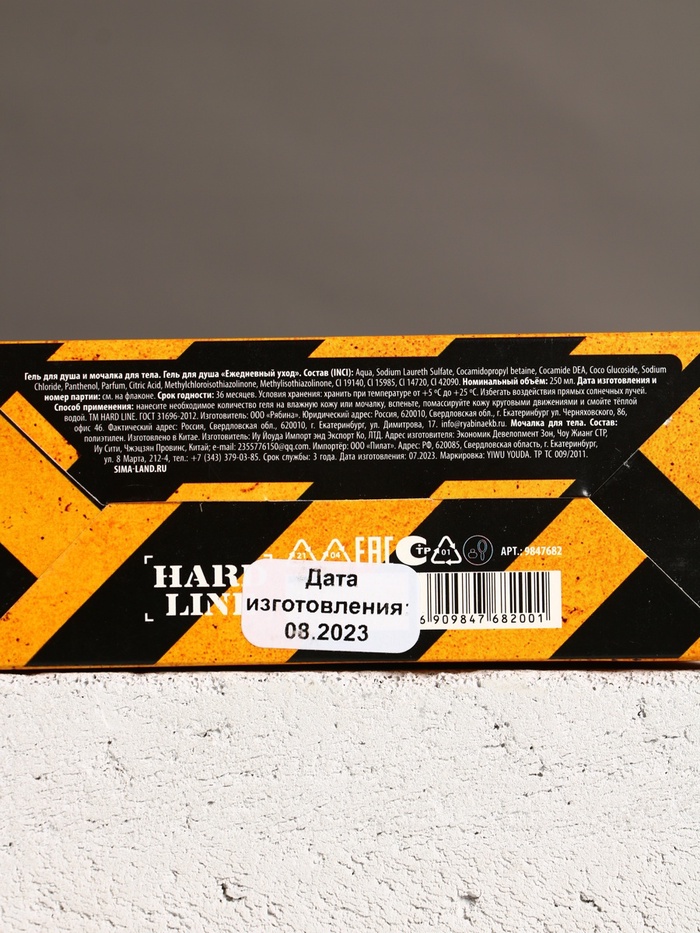 Гель для душа и мочалка для тела. Гель для душа «Ежедневный уход». Состав (INCI): Aqua, Sodium Laureth Sulfate, Cocamidopropyl betaine, Cocamide DEA, Coco Glucoside, Sodium
Chloride, Panthenol, Parfum, Citric Acid, Methylchloroisothiazolinone, Methylisothiazolinone, CI 19140, CI 15985, CI 14720, CI 42090. Номинальный объём: 250 мл. Дата изготовления и
номер партии: см. на флаконе. Срок годности: 36 месяцев. Условия хранения: хранить при температуре от +5 ºС до +25 ºС. Избегать воздействия прямых солнечных лучей.
Способ применения: нанесите необходимое количество геля на влажную кожу или мочалку, вспеньте, помассируйте кожу круговыми движениями и смойте тёплой
водой. ТМ HARD LINE. ГОСТ 31696-2012. Изготовитель: ООО «Рябина». Юридический адрес: Россия, 620010, Свердловская обл., г. Екатеринбург ул. Черняховского, 86,
офис 46. Фактический адрес: Россия, Свердловская обл., 620010, г. Екатеринбург, ул. Димитрова, 17. info@ryabinaekb.ru. Мочалка для тела. Состав:
полиэтилен. Изготовлено в Китае. Изготовитель: Иу Йоуда Импорт энд Экспорт Ко, ЛТД. Адрес изготовителя: Экономик Девелопмент Зон, Чоу Жианг СТР,
Иу Сити, Чжэцзян Провинс, Китай; e-mail: 2355776150@qq.com. Импортёр: ООО «Пилат». Адрес: РФ, 620085, Свердловская область, г. Екатеринбург,
ул. 8 Марта, 212-4, тел.: +7 (343) 379-03-85. Срок службы: 3 года. Дата изготовления: 07.2023. Маркировка: YIWU YOUDA. ТР ТС 009/2011.
SIMA-LAND.RU
21 04 EAC СТР 01 АРТ.: 9847682
HARD
LINE
Дата
изготовления:
08.2023
6 909847 682001